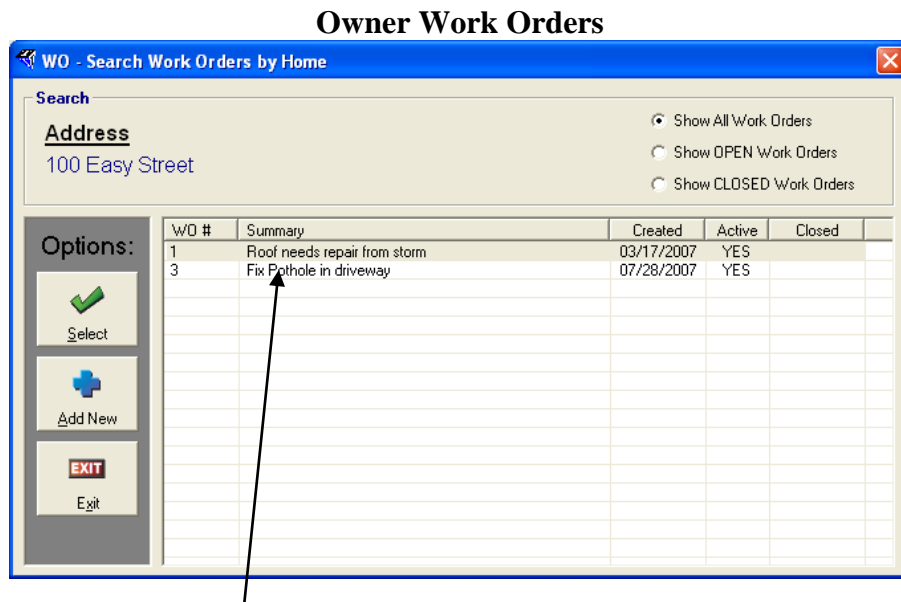 Owner Work Orders
WO - Search Work Orders by Home
Search
Address
100 Easy Street
Show All Work Orders
Show OPEN Work Orders
Show CLOSED Work Orders
Options:
Select
Add New
EXIT
Exit
WO # Summary Created Active Closed
1 Roof needs repair from storm 03/17/2007 YES
3 Fix Pothole in driveway 07/28/2007 YES